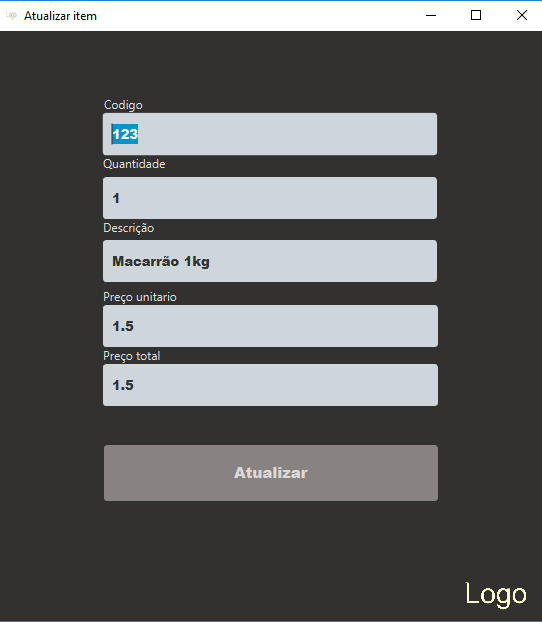 Logo Atualizar item
Codigo
123
Quantidade
1
Descrição
Macarrão 1kg
Preço unitario
1.5
Preço total
1.5
Atualizar
Logo